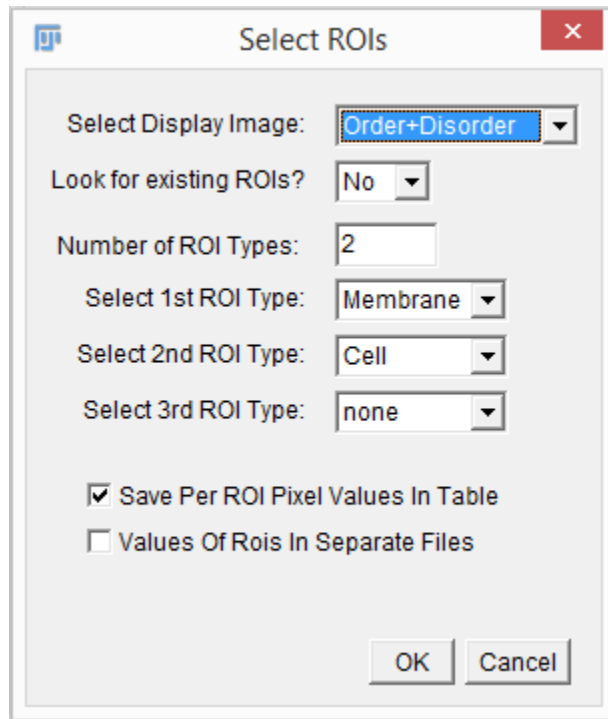 Select ROIs
Select Display Image: Order+Disorder
Look for existing ROIs? No
Number of ROI Types: 2
Select 1st ROI Type: Membrane
Select 2nd ROI Type: Cell
Select 3rd ROI Type: none
Save Per ROI Pixel Values In Table
Values Of Rois In Separate Files
OK Cancel